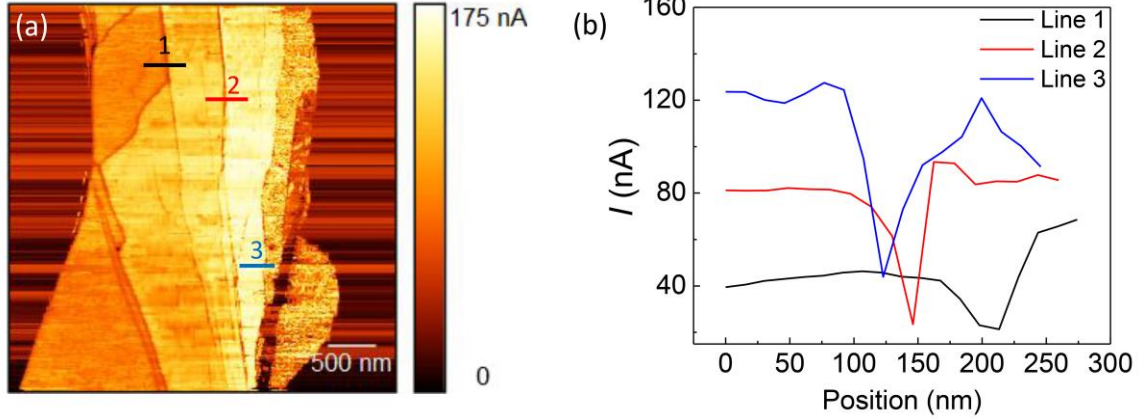 (a)
1
2
3
500 nm
175 nA
0
(b)
Line 1
Line 2
Line 3
160
120
80
40
I (nA)
0 50 100 150 200 250 300
Position (nm)